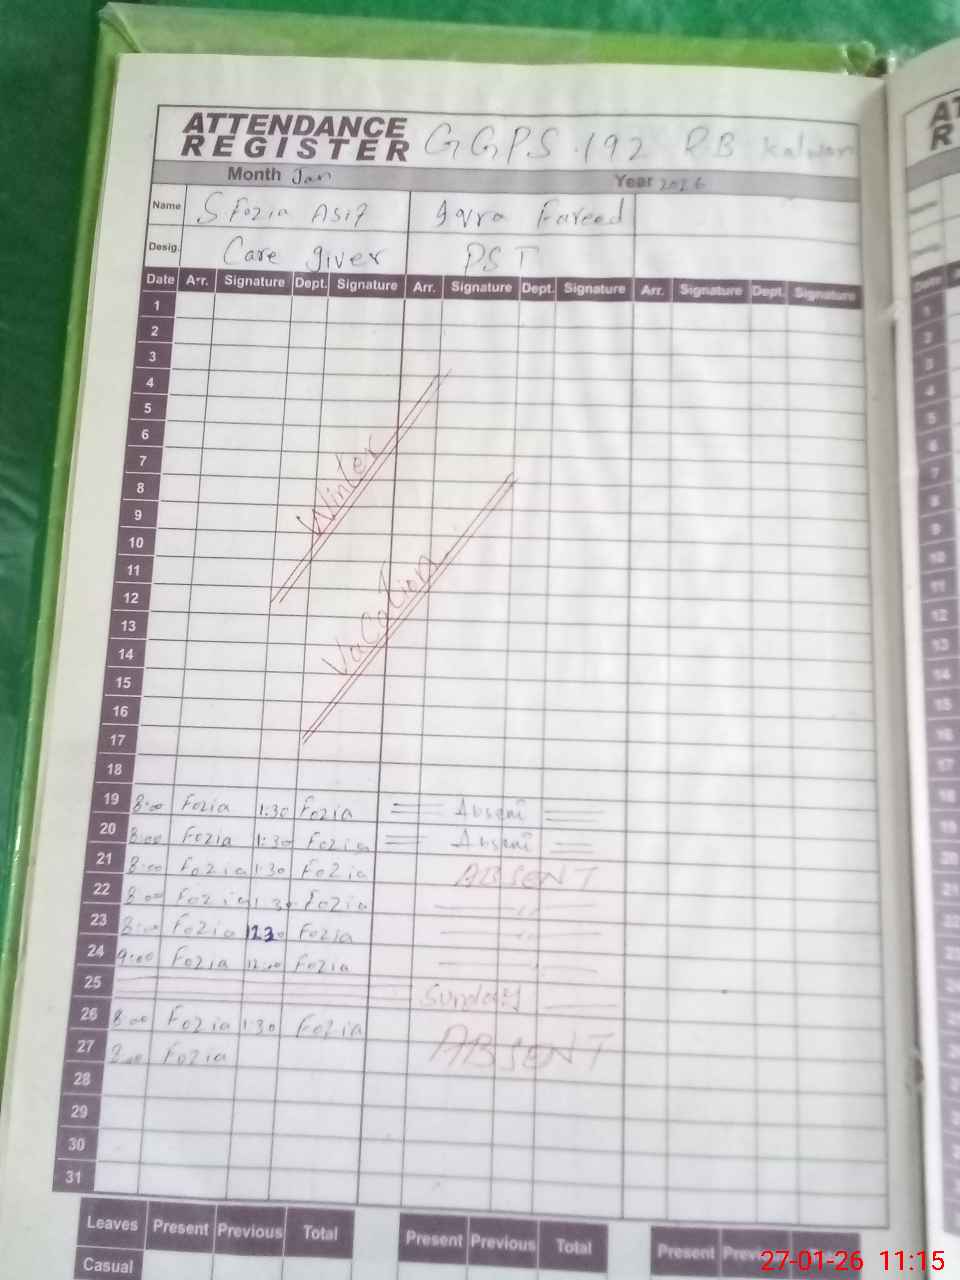 ATTENDANCE REGISTER GGPS 192 RB Kalwan
Month Jan Year 2026
Name S. Fozia Asif Iqra Fareed
Desig. Care giver PST
Date Arr. Signature Dept. Signature Arr. Signature Dept. Signature Arr. Signature Dept. Signature
1
2
3
4
5
6
7
8
9
10
11
12
13
14
15
16
17
18
Winter
Vacation
19 8:00 Fozia 1:30 Fozia Absent
20 8:00 Fozia 1:30 Fozia Absent
21 8:00 Fozia 1:30 Fozia ABSENT
22 8:00 Fozia 1:30 Fozia
23 8:00 Fozia 1230 Fozia
24 9:00 Fozia 12:00 Fozia
25 Sunday
26 8:00 Fozia 1:30 Fozia ABSENT
27 Fozia
28
29
30
31
Leaves Present Previous Total Present Previous Total Present
Casual
27-01-26 11:15